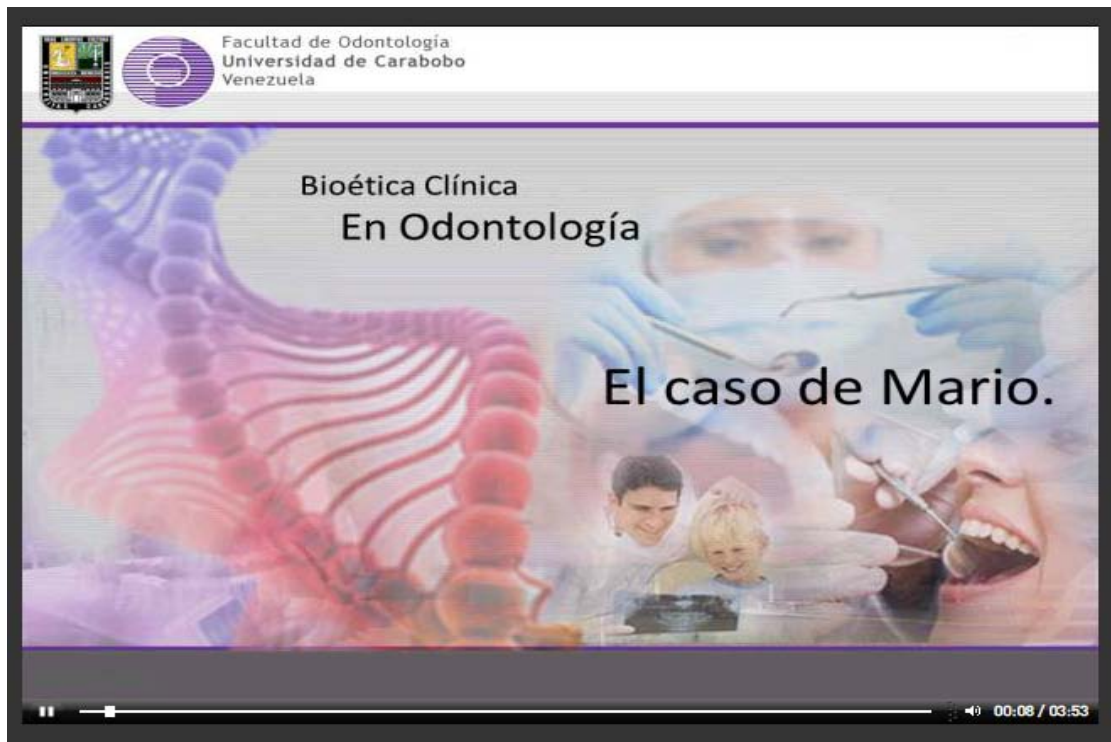 Facultad de Odontología
Universidad de Carabobo
Venezuela
Bioética Clínica
En Odontología
El caso de Mario.
00:08 / 03:53